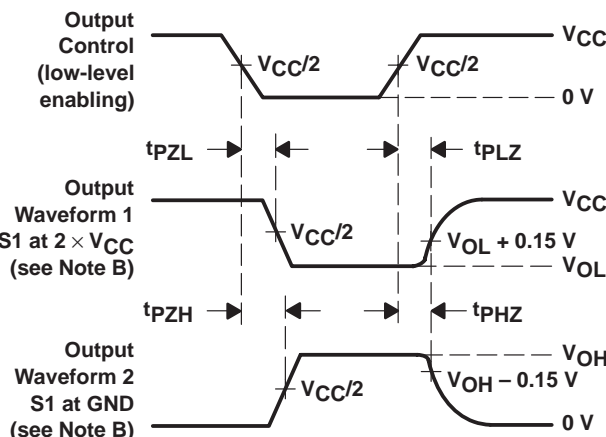 Output
Control
(low-level
enabling)
VCC/2
VCC/2
VCC
0 V
tPZL
tPLZ
Output
Waveform 1
S1 at 2 × VCC
(see Note B)
VCC/2
VCC
VOL + 0.15 V
VOL
tPZH
tPHZ
Output
Waveform 2
S1 at GND
(see Note B)
VCC/2
VOH
VOH − 0.15 V
0 V